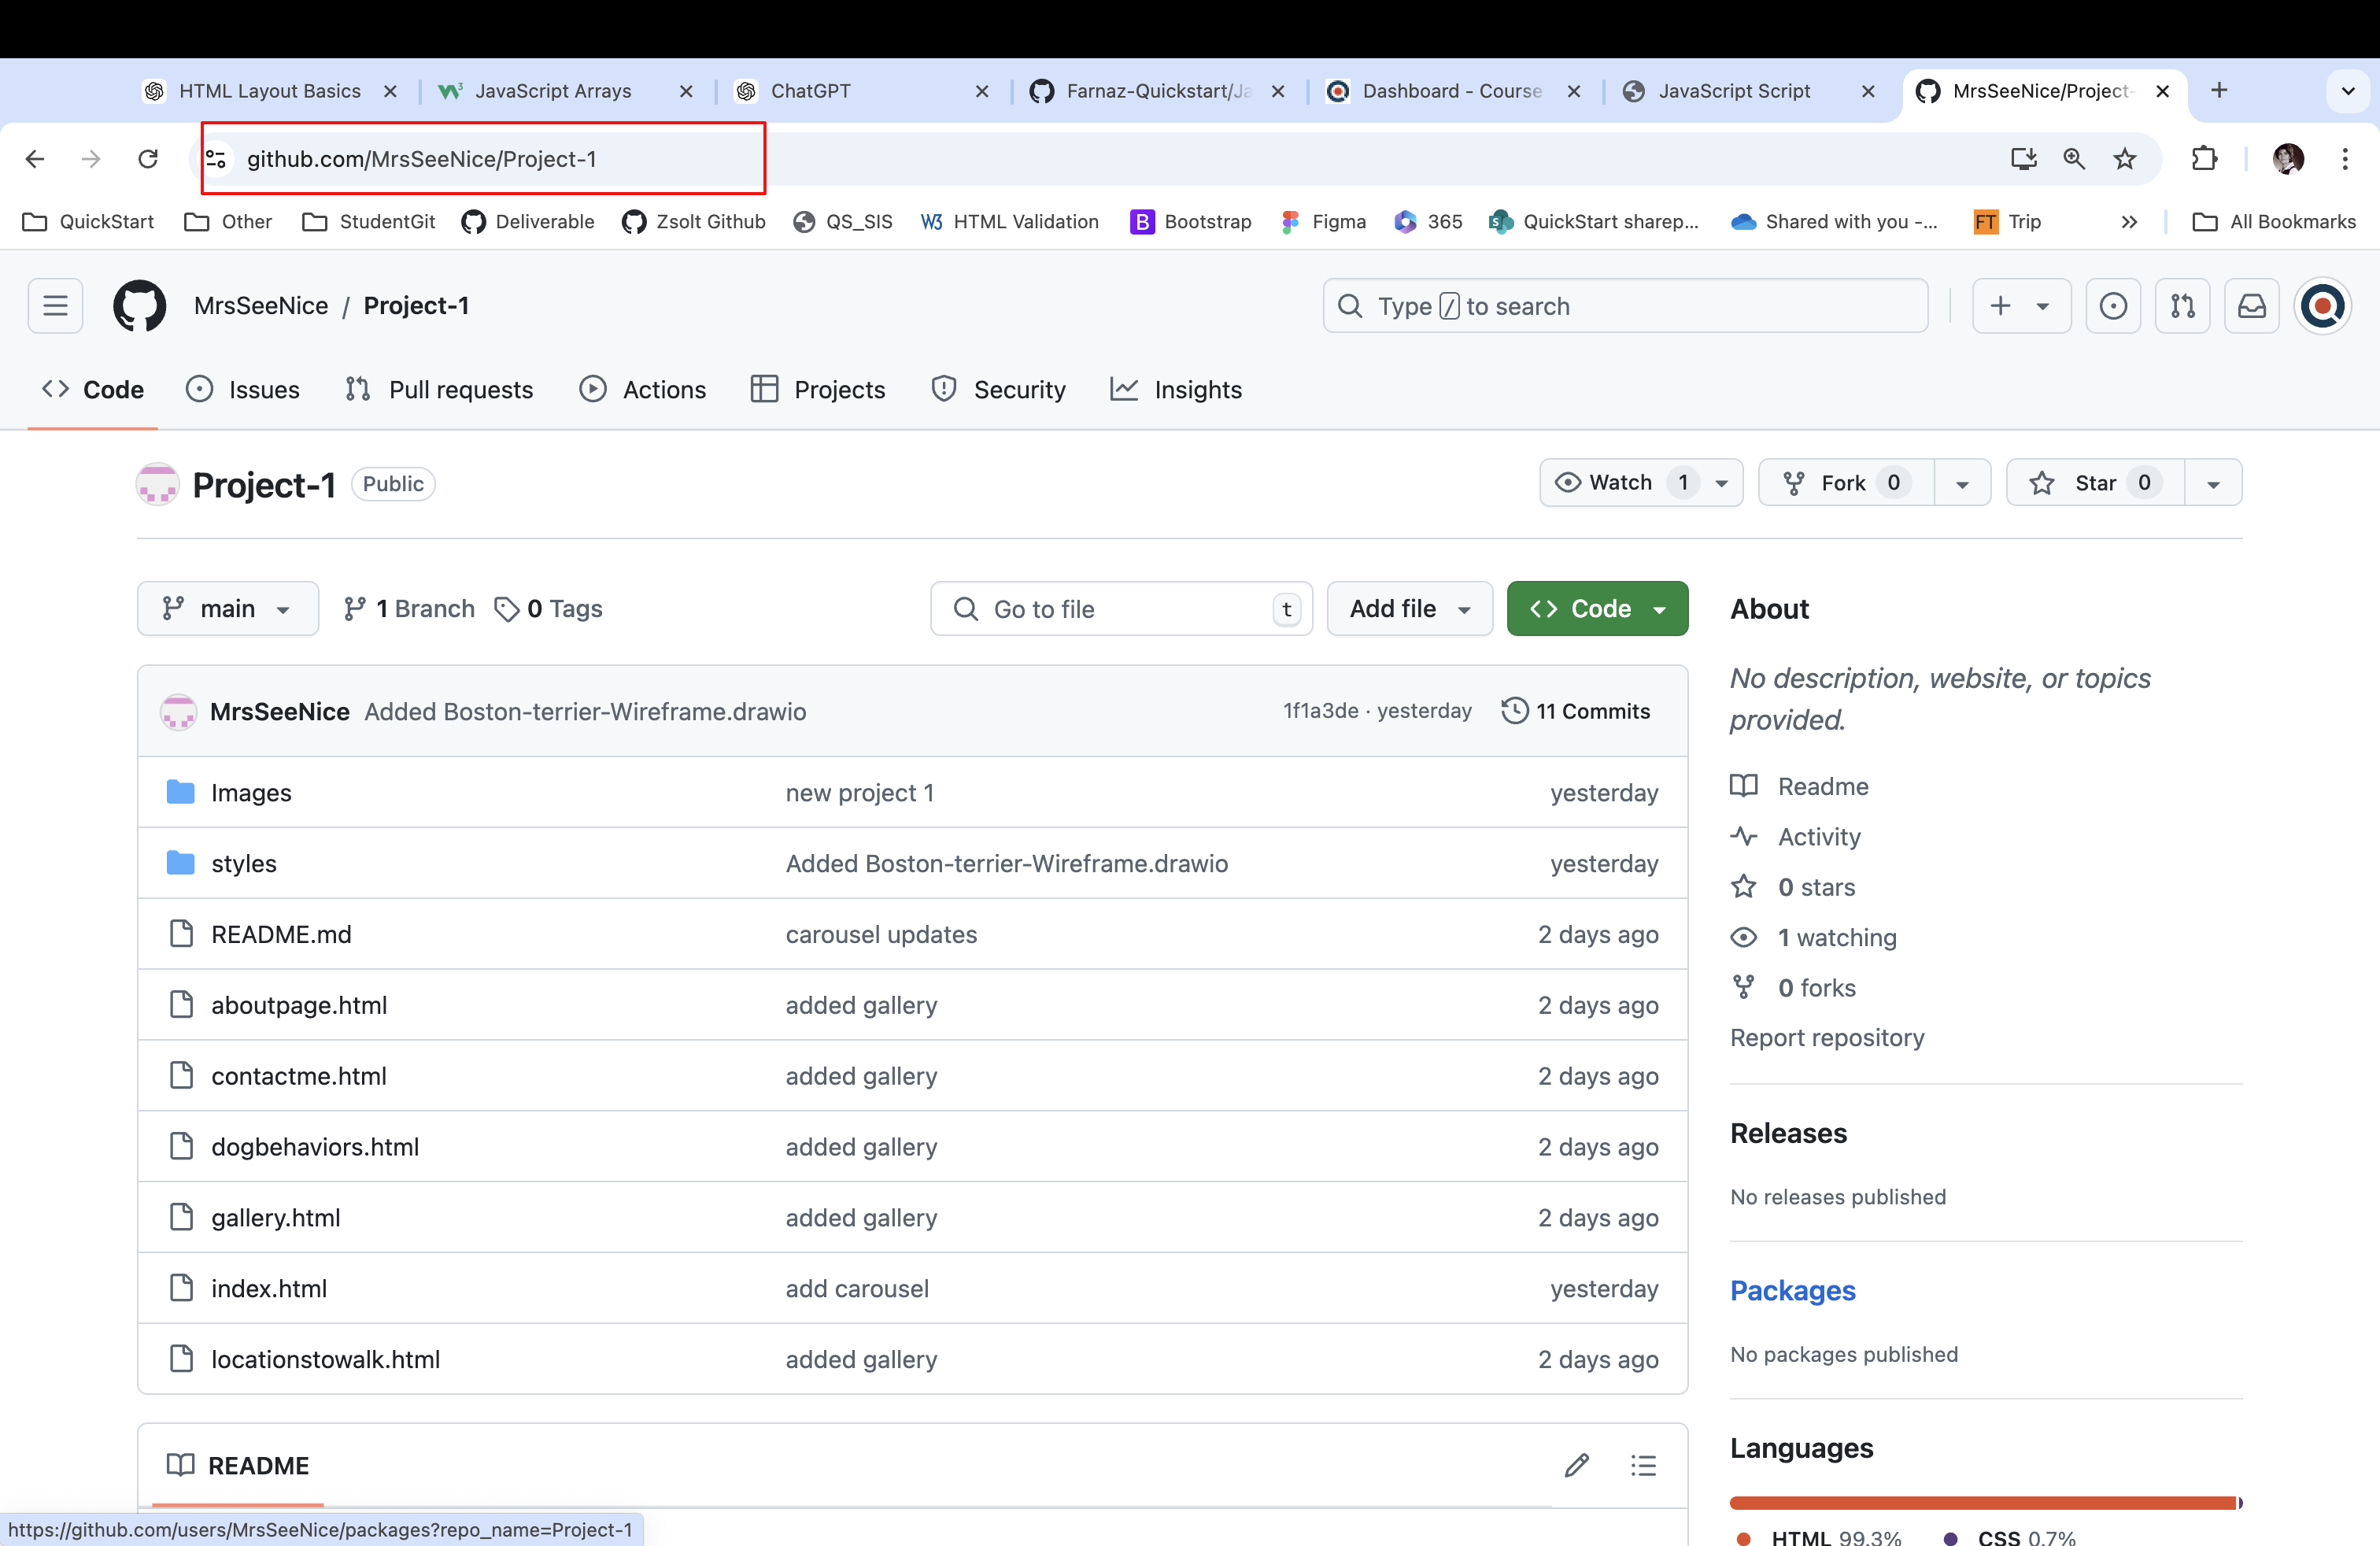 HTML Layout Basics
JavaScript Arrays
ChatGPT
Farnaz-Quickstart/Ja
Dashboard - Course
JavaScript Script
MrsSeeNice/Project-
github.com/MrsSeeNice/Project-1
QuickStart Other StudentGit Deliverable Zsolt Github QS_SIS W3 HTML Validation B Bootstrap Figma 365 QuickStart sharep... Shared with you -... FT Trip » All Bookmarks
MrsSeeNice / Project-1
Type / to search
Code Issues Pull requests Actions Projects Security Insights
Project-1 Public
Watch 1 Fork 0 Star 0
main 1 Branch 0 Tags Go to file t Add file Code
MrsSeeNice Added Boston-terrier-Wireframe.drawio 1f1a3de · yesterday 11 Commits
Images new project 1 yesterday
styles Added Boston-terrier-Wireframe.drawio yesterday
README.md carousel updates 2 days ago
aboutpage.html added gallery 2 days ago
contactme.html added gallery 2 days ago
dogbehaviors.html added gallery 2 days ago
gallery.html added gallery 2 days ago
index.html add carousel yesterday
locationstowalk.html added gallery 2 days ago
README
About
No description, website, or topics
provided.
Readme
Activity
0 stars
1 watching
0 forks
Report repository
Releases
No releases published
Packages
No packages published
Languages
HTML 99.3% CSS 0.7%
https://github.com/users/MrsSeeNice/packages?repo_name=Project-1